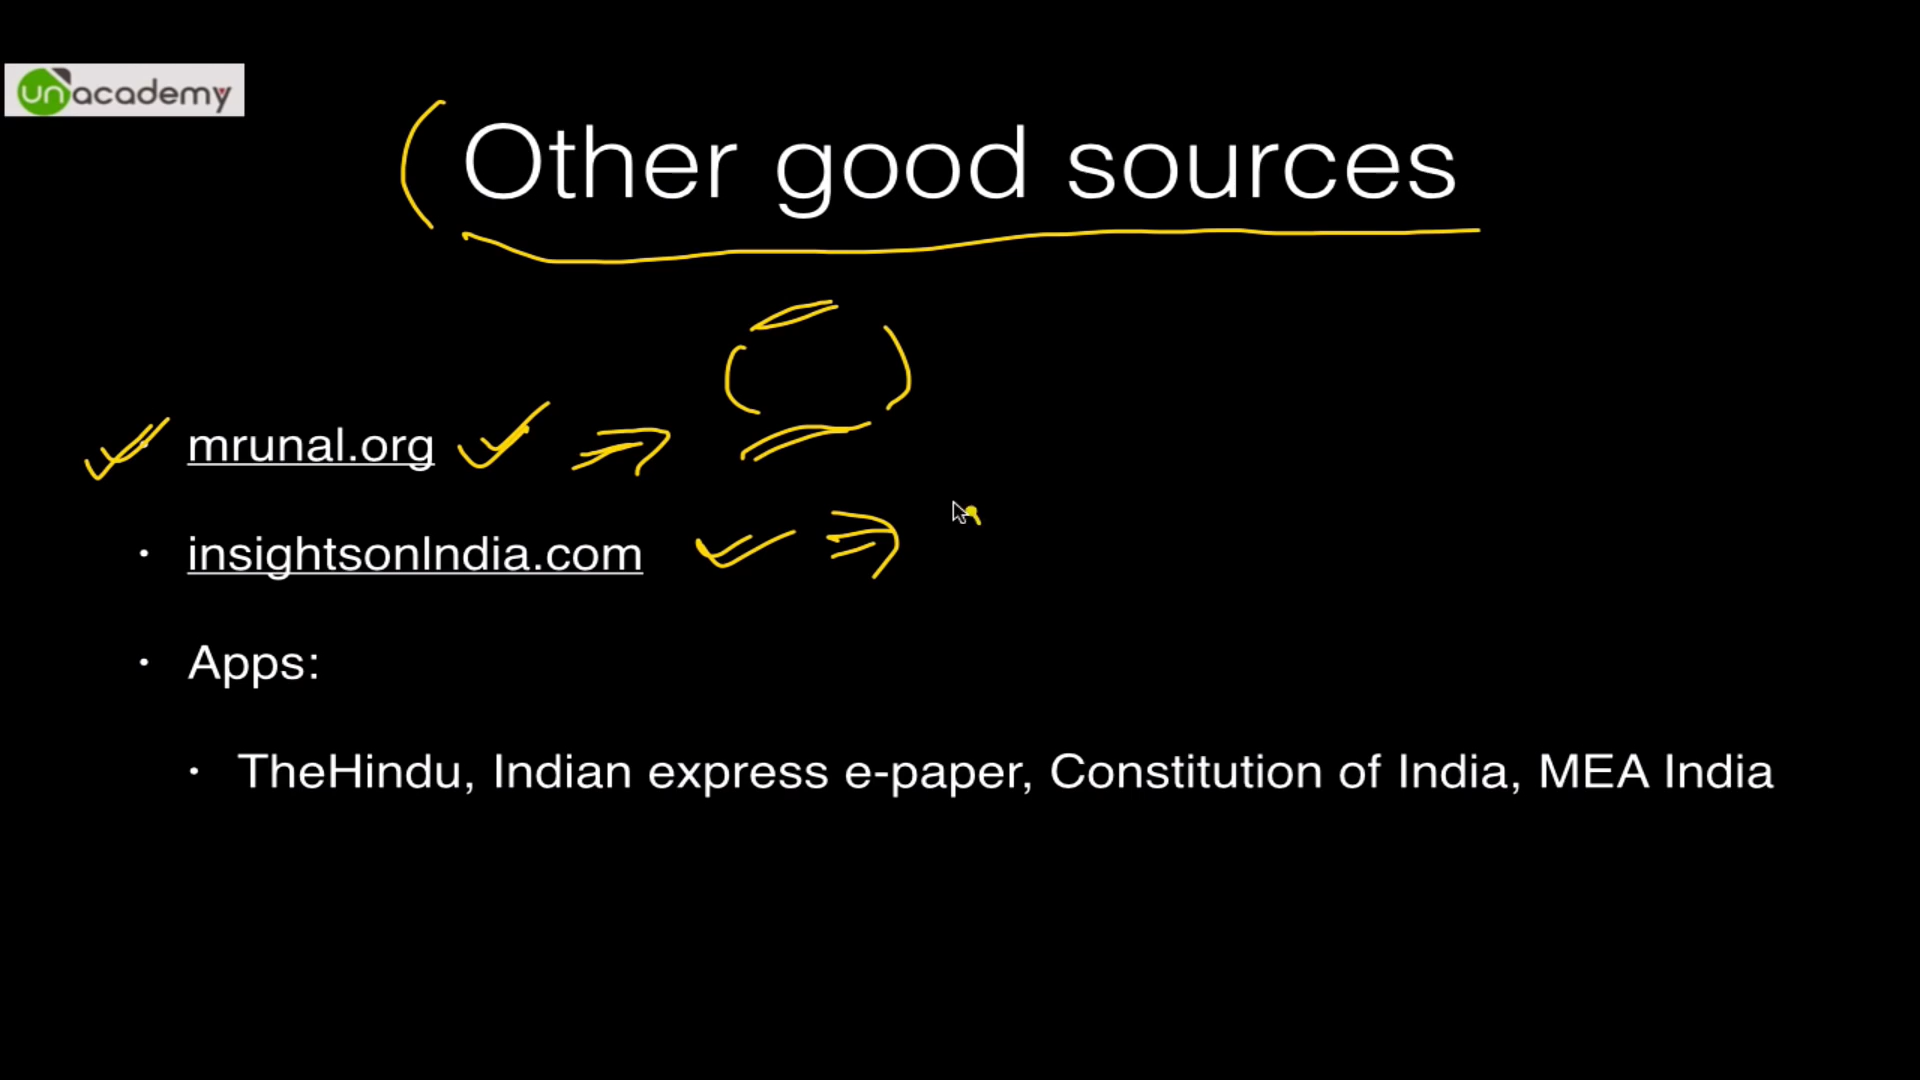 unacademy
Other good sources
mrunal.org
• insightsonIndia.com
• Apps:
• TheHindu, Indian express e-paper, Constitution of India, MEA India